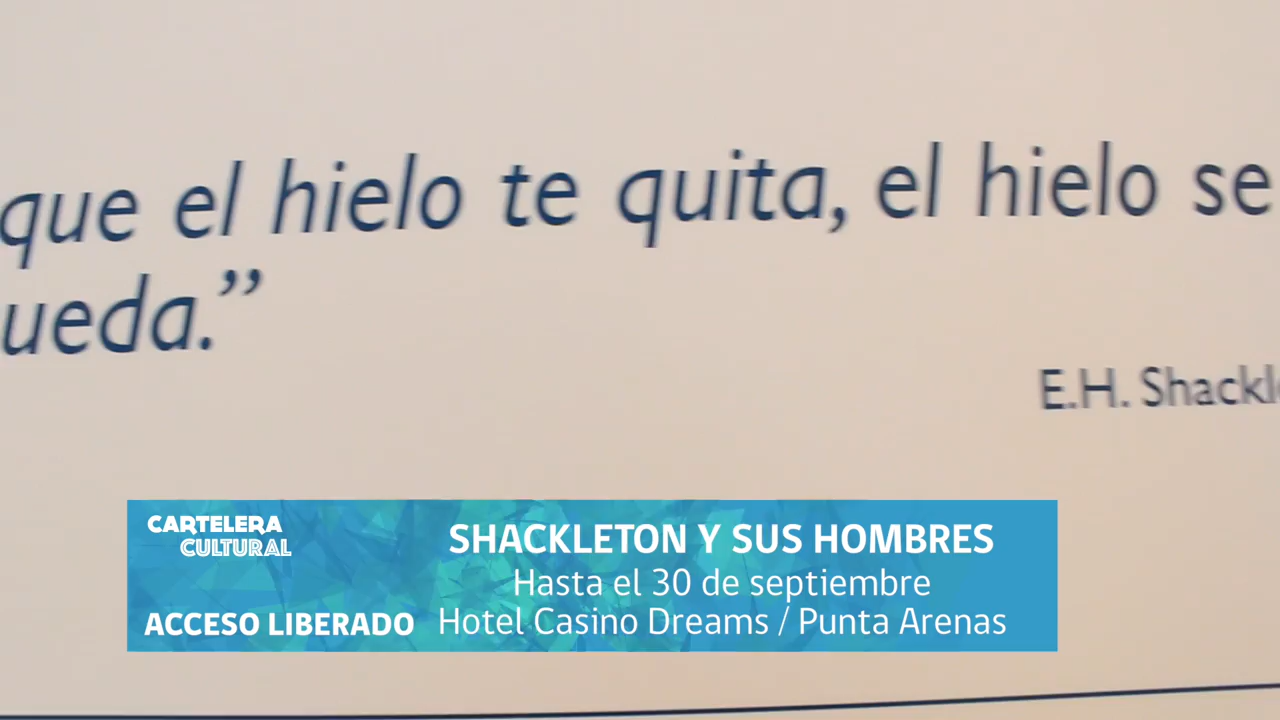 que el hielo te quita, el hielo se
ueda.”
E.H. Shackl
CARTELERA
CULTURAL
ACCESO LIBERADO
SHACKLETON Y SUS HOMBRES
Hasta el 30 de septiembre
Hotel Casino Dreams / Punta Arenas